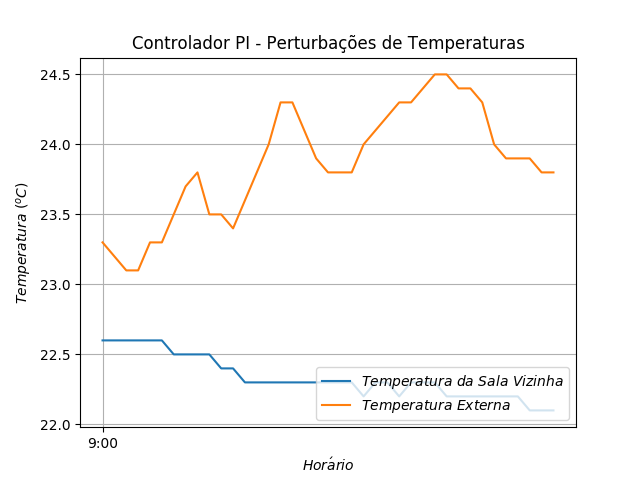 Controlador PI - Perturbações de Temperaturas
24.5
24.0
23.5
23.0
22.5
22.0
Temperatura (ºC)
Temperatura da Sala Vizinha
Temperatura Externa
9:00
Horário